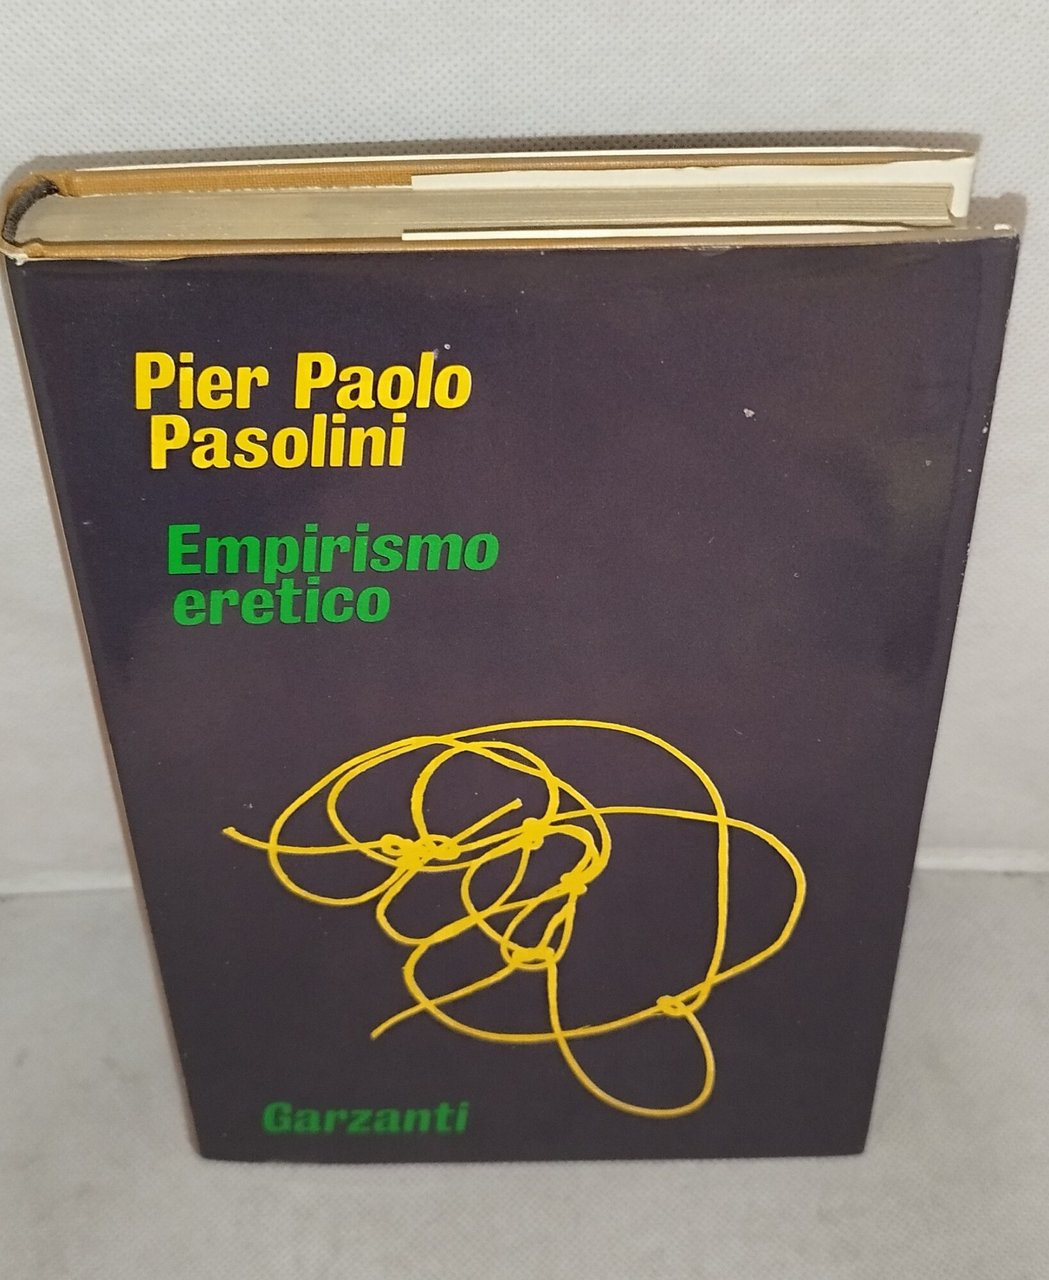 Pier Paolo
Pasolini
Empirismo
eretico
Garzanti